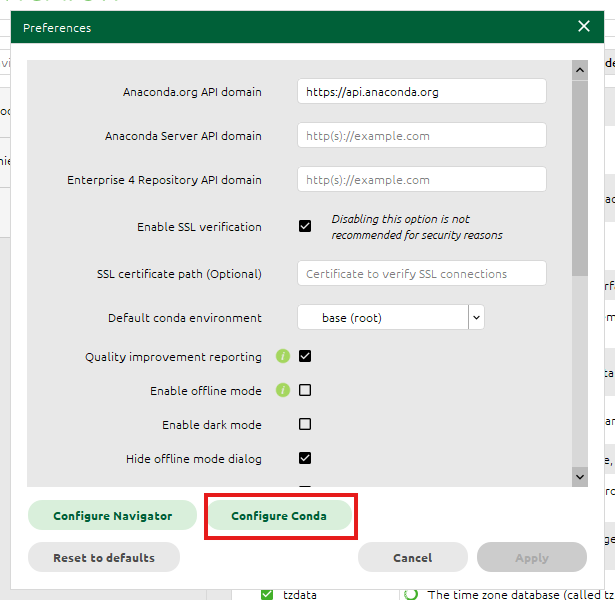 Preferences
Anaconda.org API domain
https://api.anaconda.org
Anaconda Server API domain
http(s)://example.com
Enterprise 4 Repository API domain
http(s)://example.com
Enable SSL verification
Disabling this option is not
recommended for security reasons
SSL certificate path (Optional)
Certificate to verify SSL connections
Default conda environment
base (root)
Quality improvement reporting
i
Enable offline mode
i
Enable dark mode
Hide offline mode dialog
Configure Navigator
Configure Conda
Reset to defaults
Cancel
Apply
tzdata
The time zone database (called tz